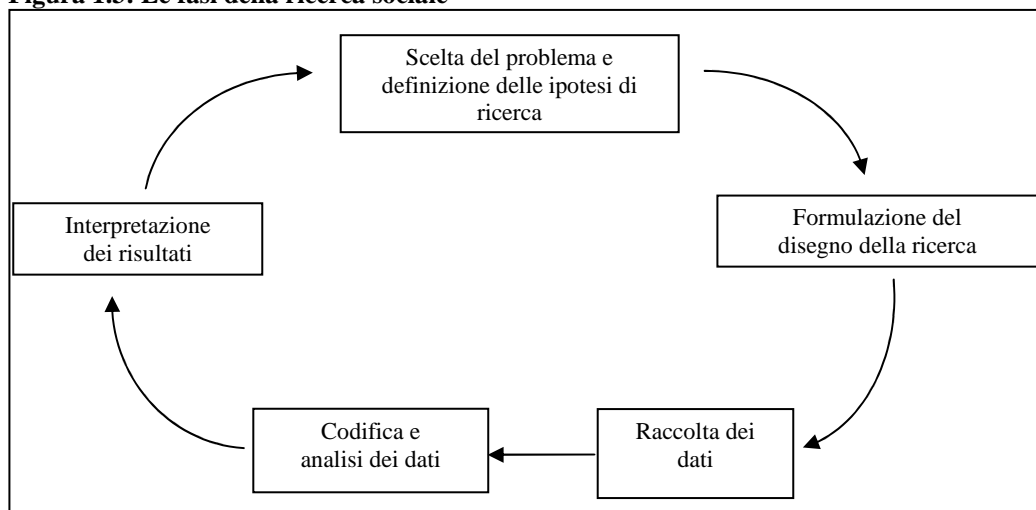 Figura 1.3: Le fasi della ricerca sociale
Scelta del problema e
definizione delle ipotesi di
ricerca
Formulazione del
disegno della ricerca
Raccolta dei
dati
Codifica e
analisi dei dati
Interpretazione
dei risultati